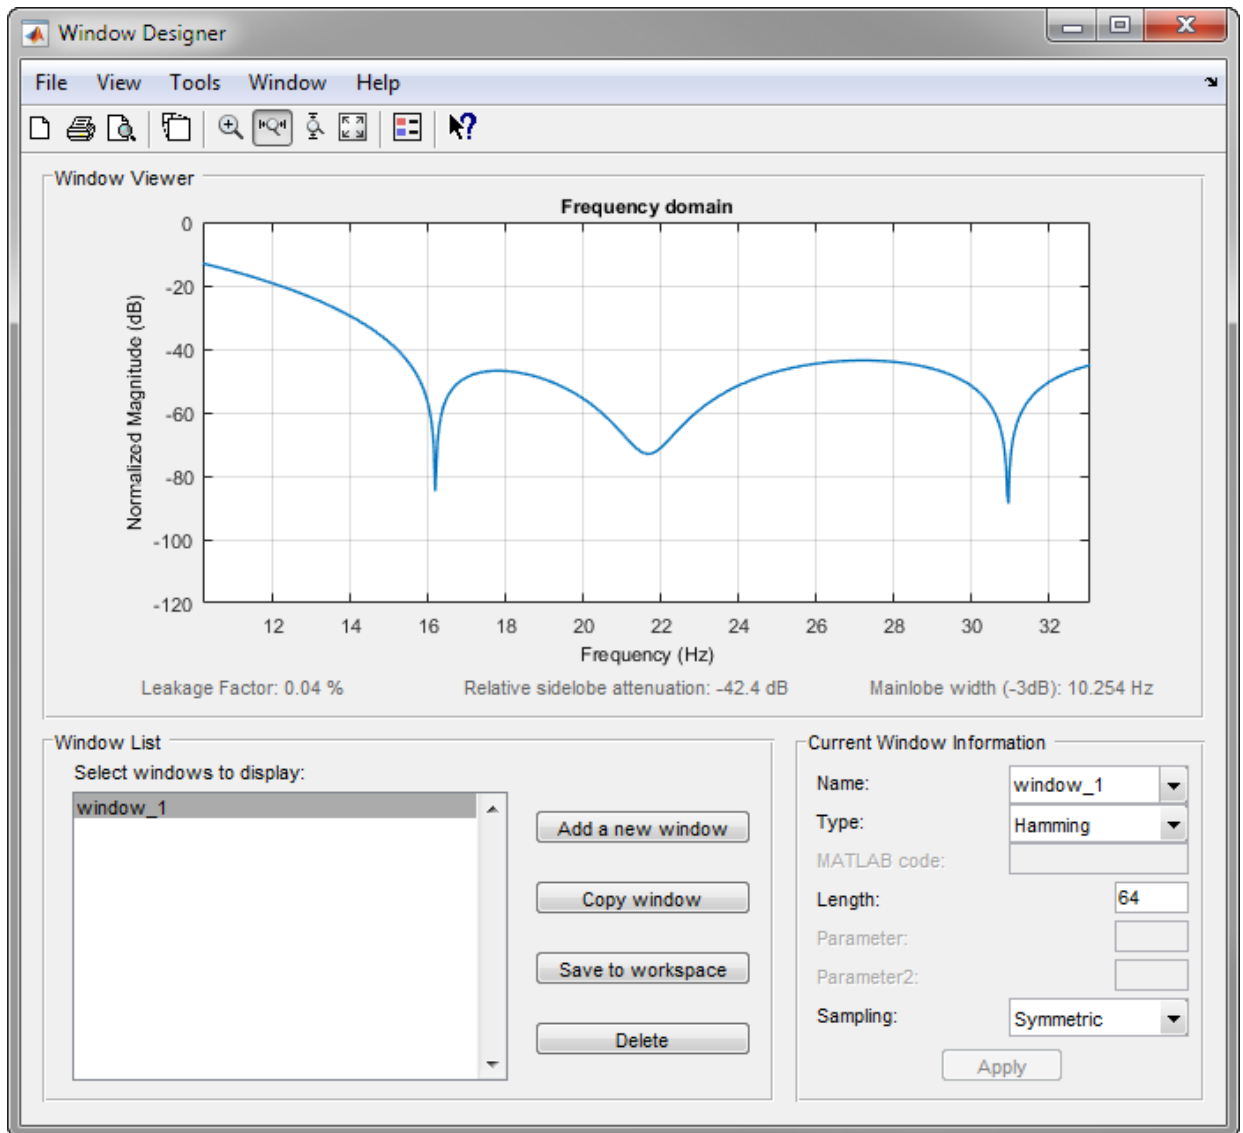 Window Designer
File View Tools Window Help
Window Viewer
Frequency domain
Normalized Magnitude (dB)
0
-20
-40
-60
-80
-100
-120
12 14 16 18 20 22 24 26 28 30 32
Frequency (Hz)
Leakage Factor: 0.04 % Relative sidelobe attenuation: -42.4 dB Mainlobe width (-3dB): 10.254 Hz
Window List
Select windows to display:
window_1
Add a new window
Copy window
Save to workspace
Delete
Current Window Information
Name: window_1
Type: Hamming
MATLAB code:
Length: 64
Parameter:
Parameter2:
Sampling: Symmetric
Apply